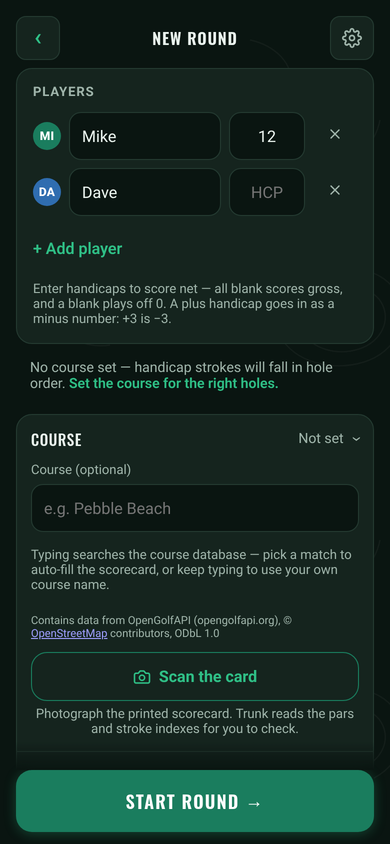 NEW ROUND
PLAYERS
MI Mike 12 ×
DA Dave HCP ×
+ Add player
Enter handicaps to score net — all blank scores gross,
and a blank plays off 0. A plus handicap goes in as a
minus number: +3 is −3.
No course set — handicap strokes will fall in hole
order. Set the course for the right holes.
COURSE Not set
Course (optional)
e.g. Pebble Beach
Typing searches the course database — pick a match to
auto-fill the scorecard, or keep typing to use your own
course name.
Contains data from OpenGolfAPI (opengolfapi.org), ©
OpenStreetMap contributors, ODbL 1.0
Scan the card
Photograph the printed scorecard. Trunk reads the pars
and stroke indexes for you to check.
START ROUND →